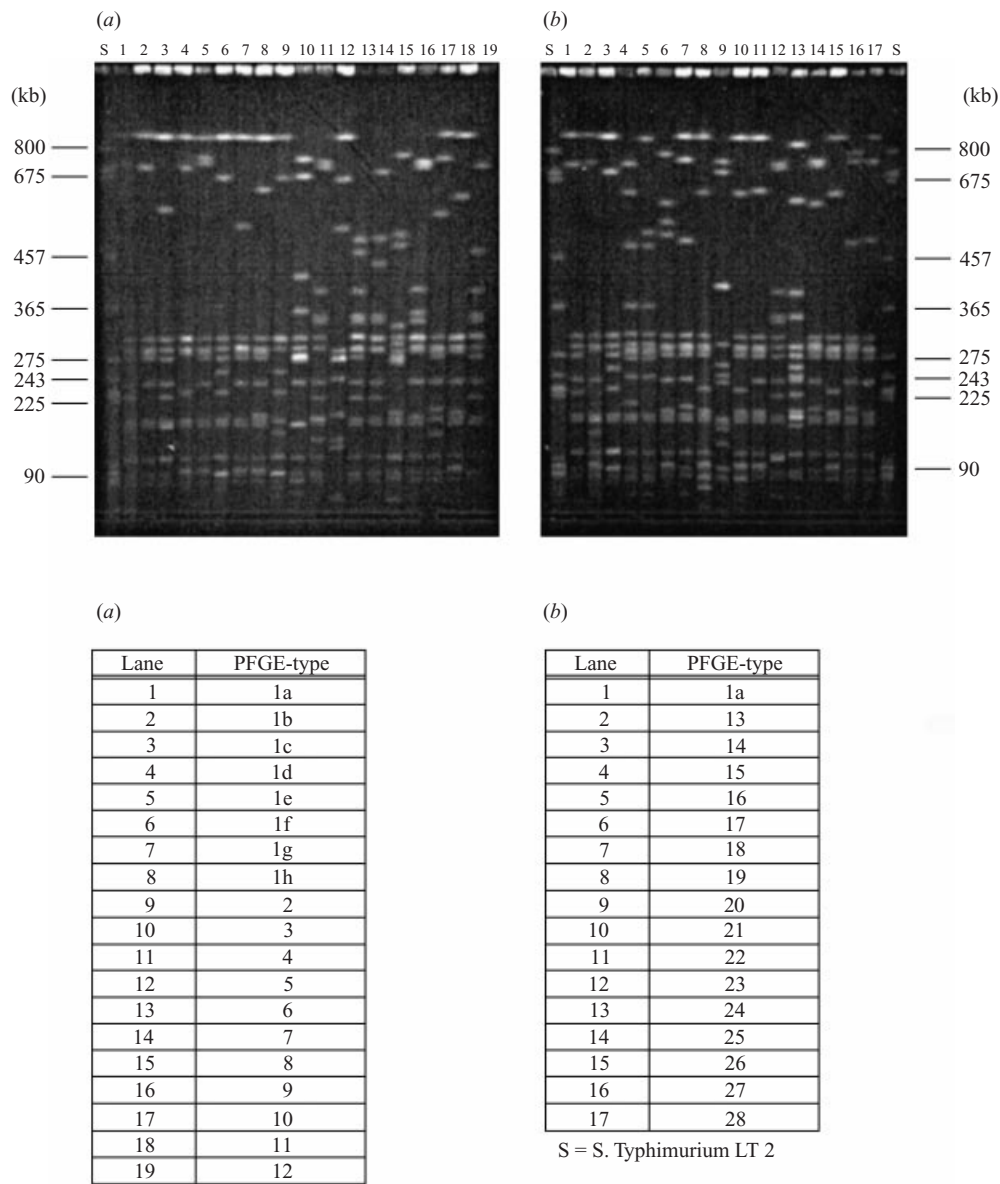 (a)
S 1 2 3 4 5 6 7 8 9 10 11 12 13 14 15 16 17 18 19
(kb)
800
675
457
365
275
243
225
90
(b)
S 1 2 3 4 5 6 7 8 9 10 11 12 13 14 15 16 17 S
(kb)
800
675
457
365
275
243
225
90
(a)
Lane PFGE-type
1 1a
2 1b
3 1c
4 1d
5 1e
6 1f
7 1g
8 1h
9 2
10 3
11 4
12 5
13 6
14 7
15 8
16 9
17 10
18 11
19 12
(b)
Lane PFGE-type
1 1a
2 13
3 14
4 15
5 16
6 17
7 18
8 19
9 20
10 21
11 22
12 23
13 24
14 25
15 26
16 27
17 28
S = S. Typhimurium LT 2